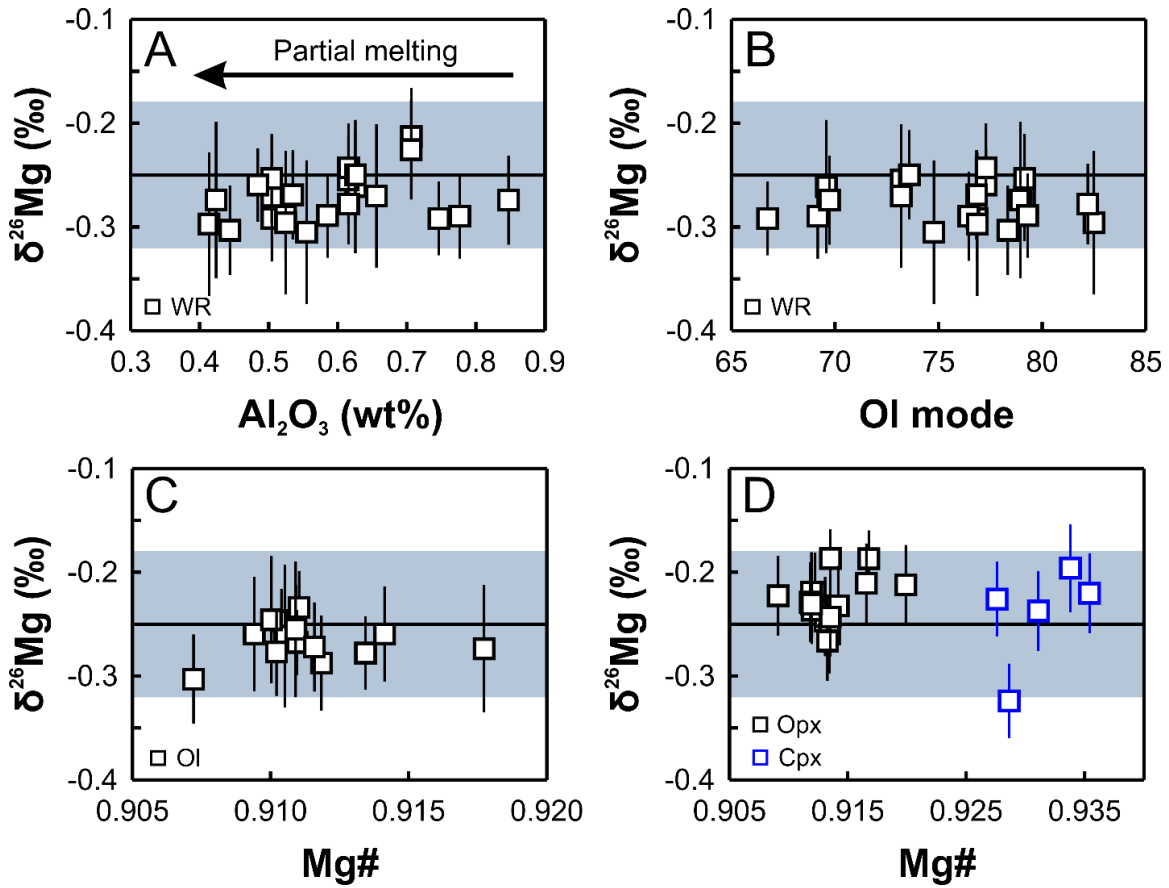 A
Partial melting
-0.1
-0.2
-0.3
-0.4
δ²⁶Mg (‰)
WR
0.3 0.4 0.5 0.6 0.7 0.8 0.9
Al₂O₃ (wt%)
B
-0.1
-0.2
-0.3
-0.4
δ²⁶Mg (‰)
WR
65 70 75 80 85
Ol mode
C
-0.1
-0.2
-0.3
-0.4
δ²⁶Mg (‰)
Ol
0.905 0.910 0.915 0.920
Mg#
D
-0.1
-0.2
-0.3
-0.4
δ²⁶Mg (‰)
Opx
Cpx
0.905 0.915 0.925 0.935
Mg#